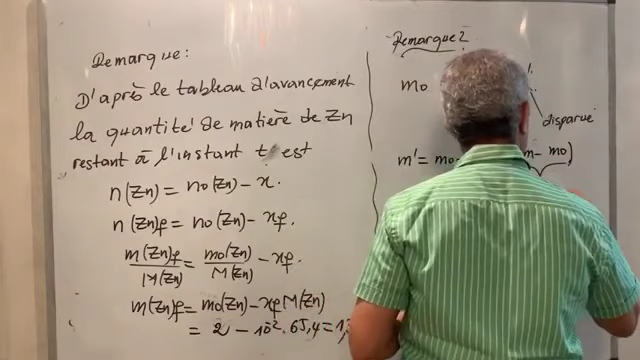 Remarque:
D'après le tableau d'avancement
la quantité de matière de Zn
restant à l'instant t est
n(Zn) = no(Zn) - x.
n(Zn)f = no(Zn) - xf.
m(Zn)f/M(Zn) = mo(Zn)/M(Zn) - xf.
m(Zn)f = mo(Zn) - xf M(Zn)
= 2 - 10^-2. 65,4 = 1,
Remarque 2
mo
disparue
m' = mo m - mo)